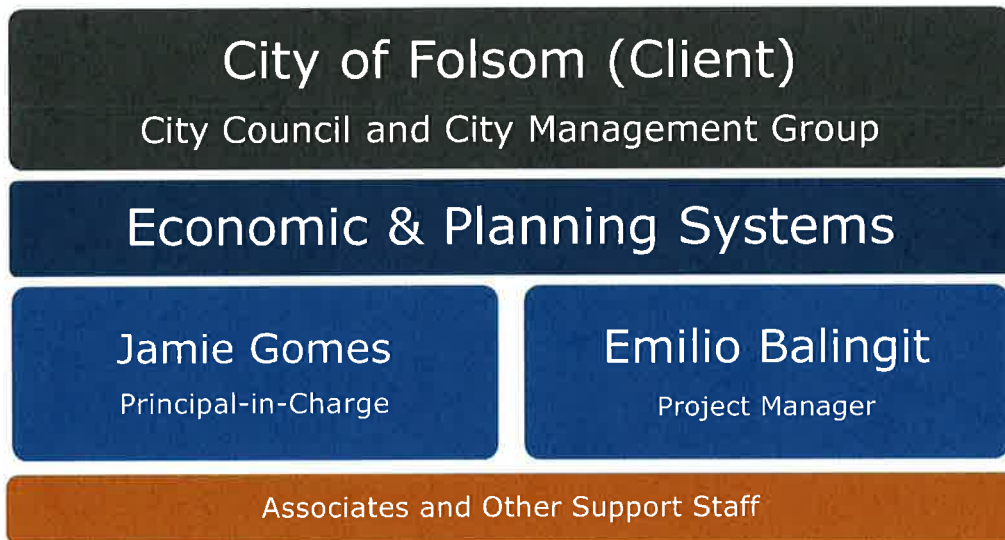 City of Folsom (Client)
City Council and City Management Group
Economic & Planning Systems
Jamie Gomes
Principal-in-Charge
Emilio Balingit
Project Manager
Associates and Other Support Staff